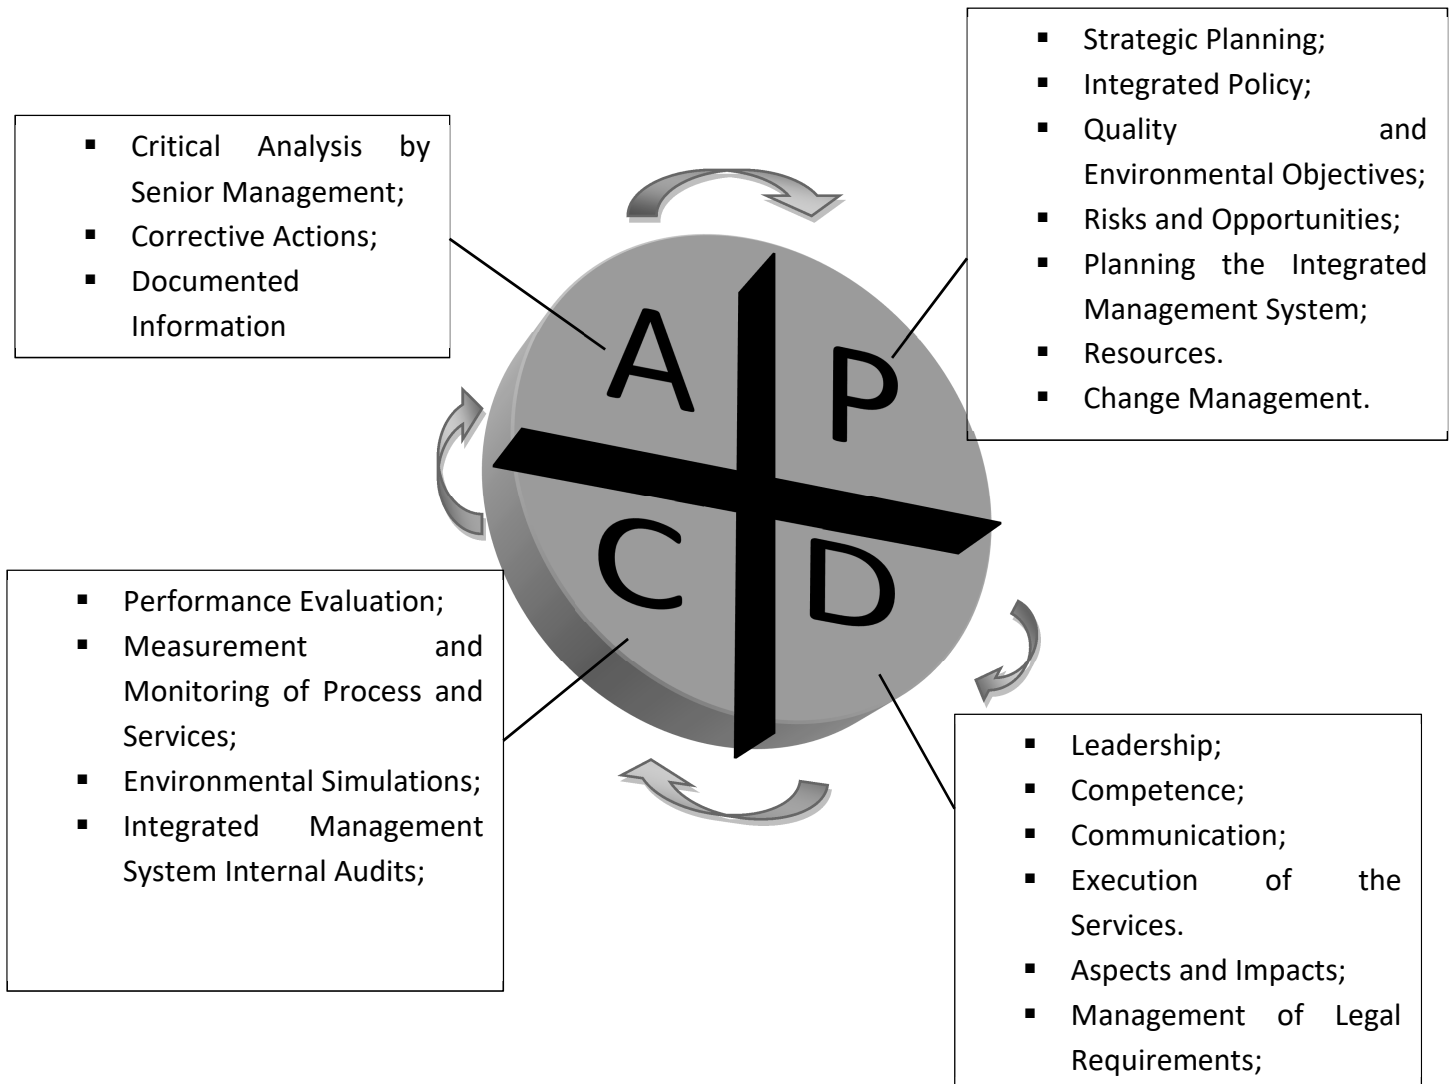 ▪ Strategic Planning;
▪ Integrated Policy;
▪ Quality and
Environmental Objectives;
▪ Risks and Opportunities;
▪ Planning the Integrated
Management System;
▪ Resources.
▪ Change Management.
▪ Critical Analysis by
Senior Management;
▪ Corrective Actions;
▪ Documented
Information
A
P
C
D
▪ Performance Evaluation;
▪ Measurement and
Monitoring of Process and
Services;
▪ Environmental Simulations;
▪ Integrated Management
System Internal Audits;
▪ Leadership;
▪ Competence;
▪ Communication;
▪ Execution of the
Services.
▪ Aspects and Impacts;
▪ Management of Legal
Requirements;